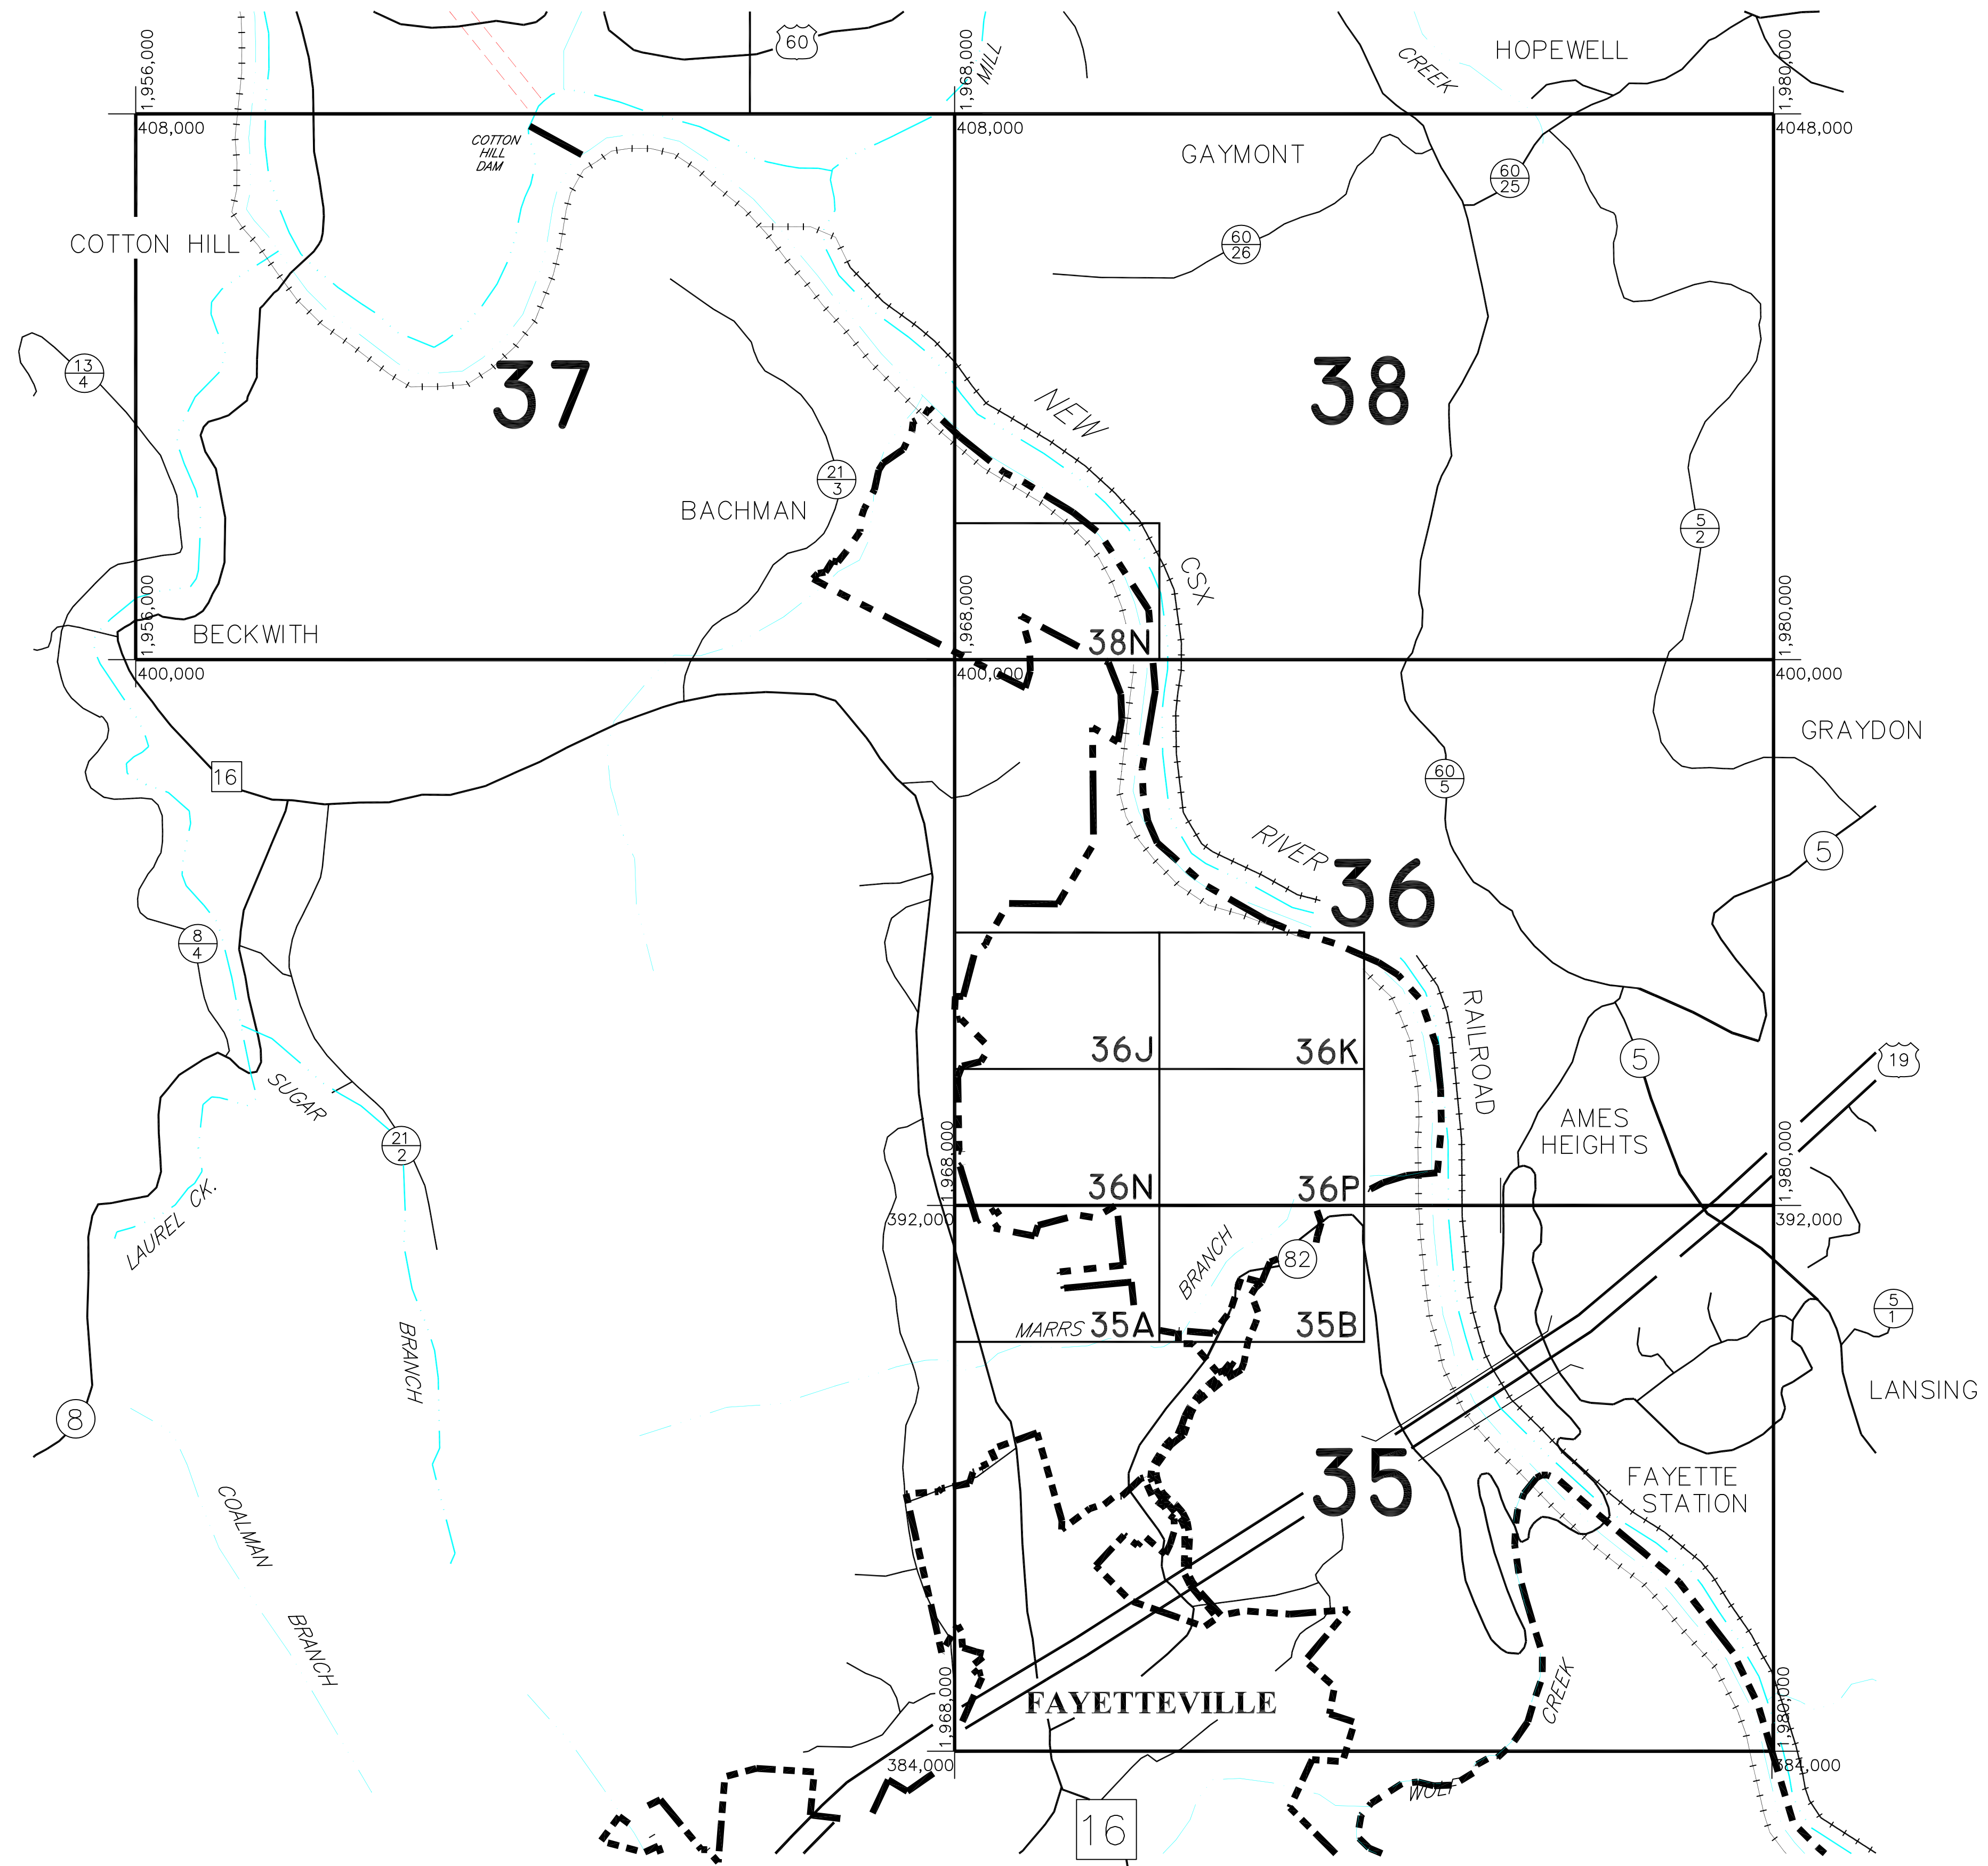 60
HOPEWELL
MILL
CREEK
1,956,000
1,968,000
1,980,000
408,000
408,000
4048,000
COTTON
HILL
DAM
GAYMONT
60
25
COTTON HILL
60
26
13
4
37
38
NEW
21
3
BACHMAN
5
2
CSX
1,956,000
1,968,000
1,980,000
BECKWITH
38N
400,000
400,000
400,000
GRAYDON
16
60
5
RIVER
5
36
8
4
RAILROAD
36J
36K
5
19
SUGAR
AMES
HEIGHTS
21
2
1,968,000
1,980,000
LAUREL CK.
36N
36P
392,000
392,000
BRANCH
82
5
1
MARRS
35A
35B
BRANCH
LANSING
8
35
FAYETTE
STATION
COALMAN
BRANCH
CREEK
1,968,000
1,980,000
FAYETTEVILLE
384,000
384,000
WOLF
16